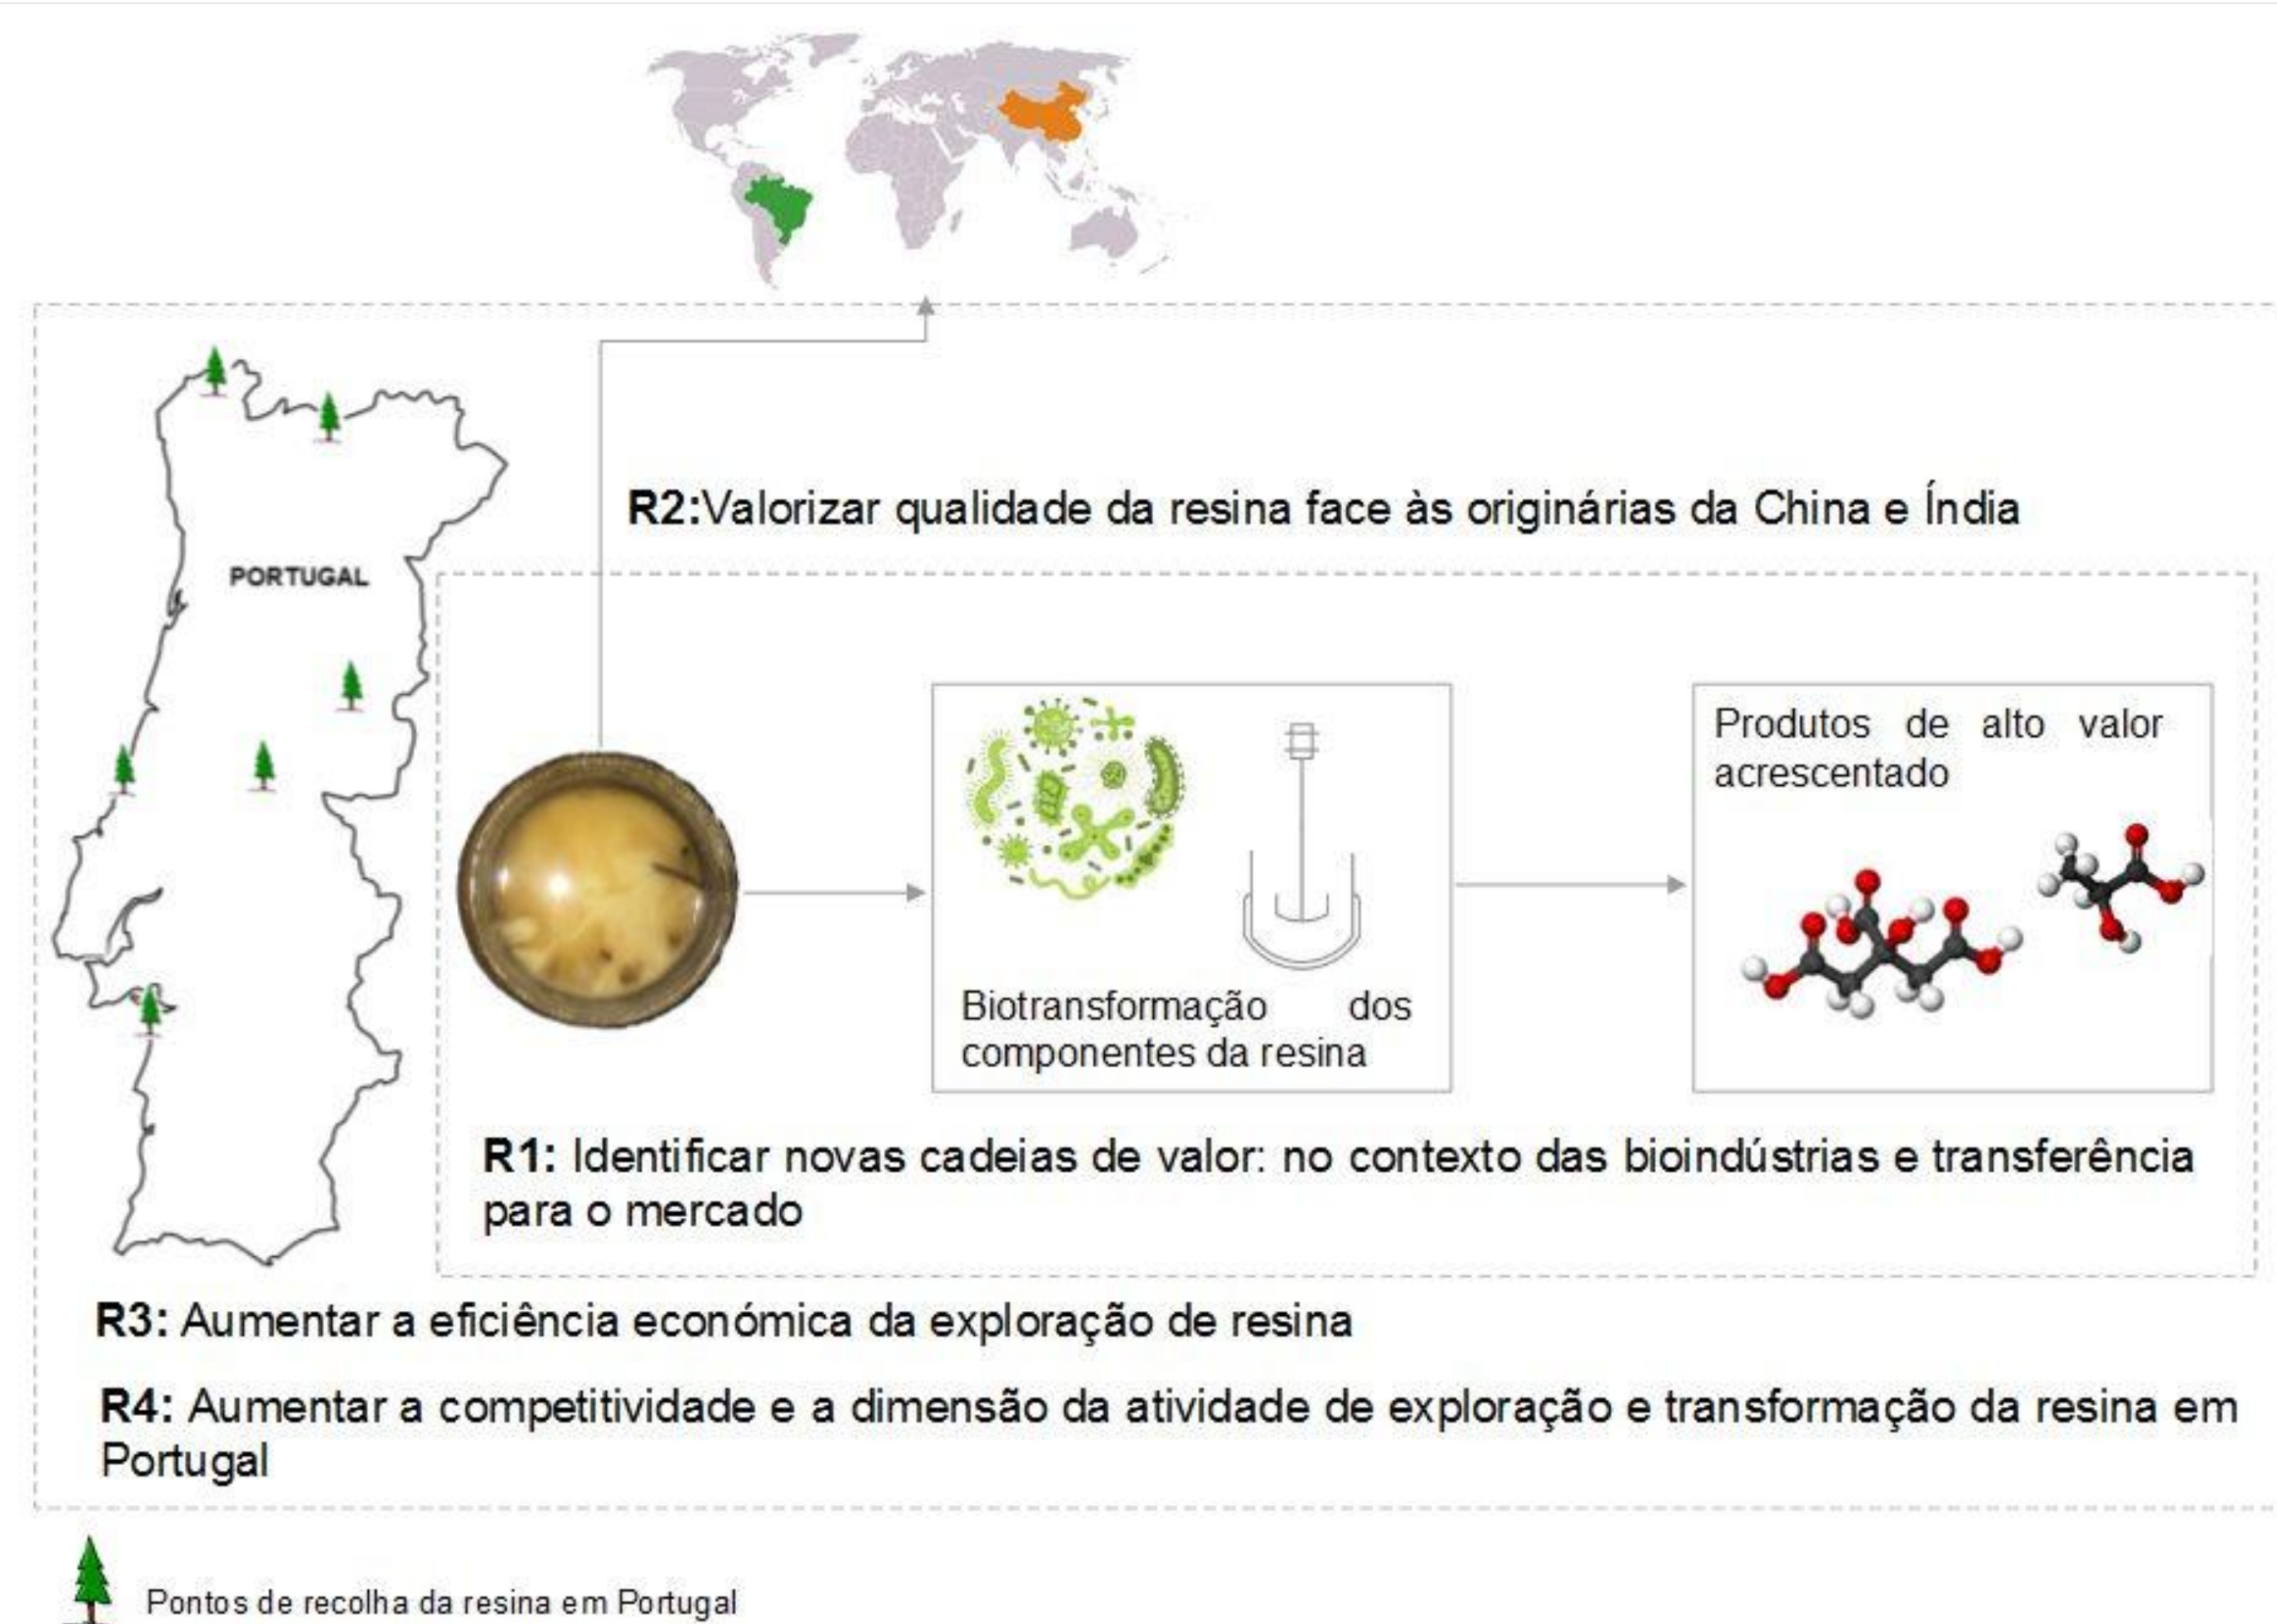 PORTUGAL
R2:Valorizar qualidade da resina face às originárias da China e Índia
Produtos de alto valor
acrescentado
Biotransformação dos
componentes da resina
R1: Identificar novas cadeias de valor: no contexto das bioindústrias e transferência
para o mercado
R3: Aumentar a eficiência económica da exploração de resina
R4: Aumentar a competitividade e a dimensão da atividade de exploração e transformação da resina em
Portugal
Pontos de recolha da resina em Portugal